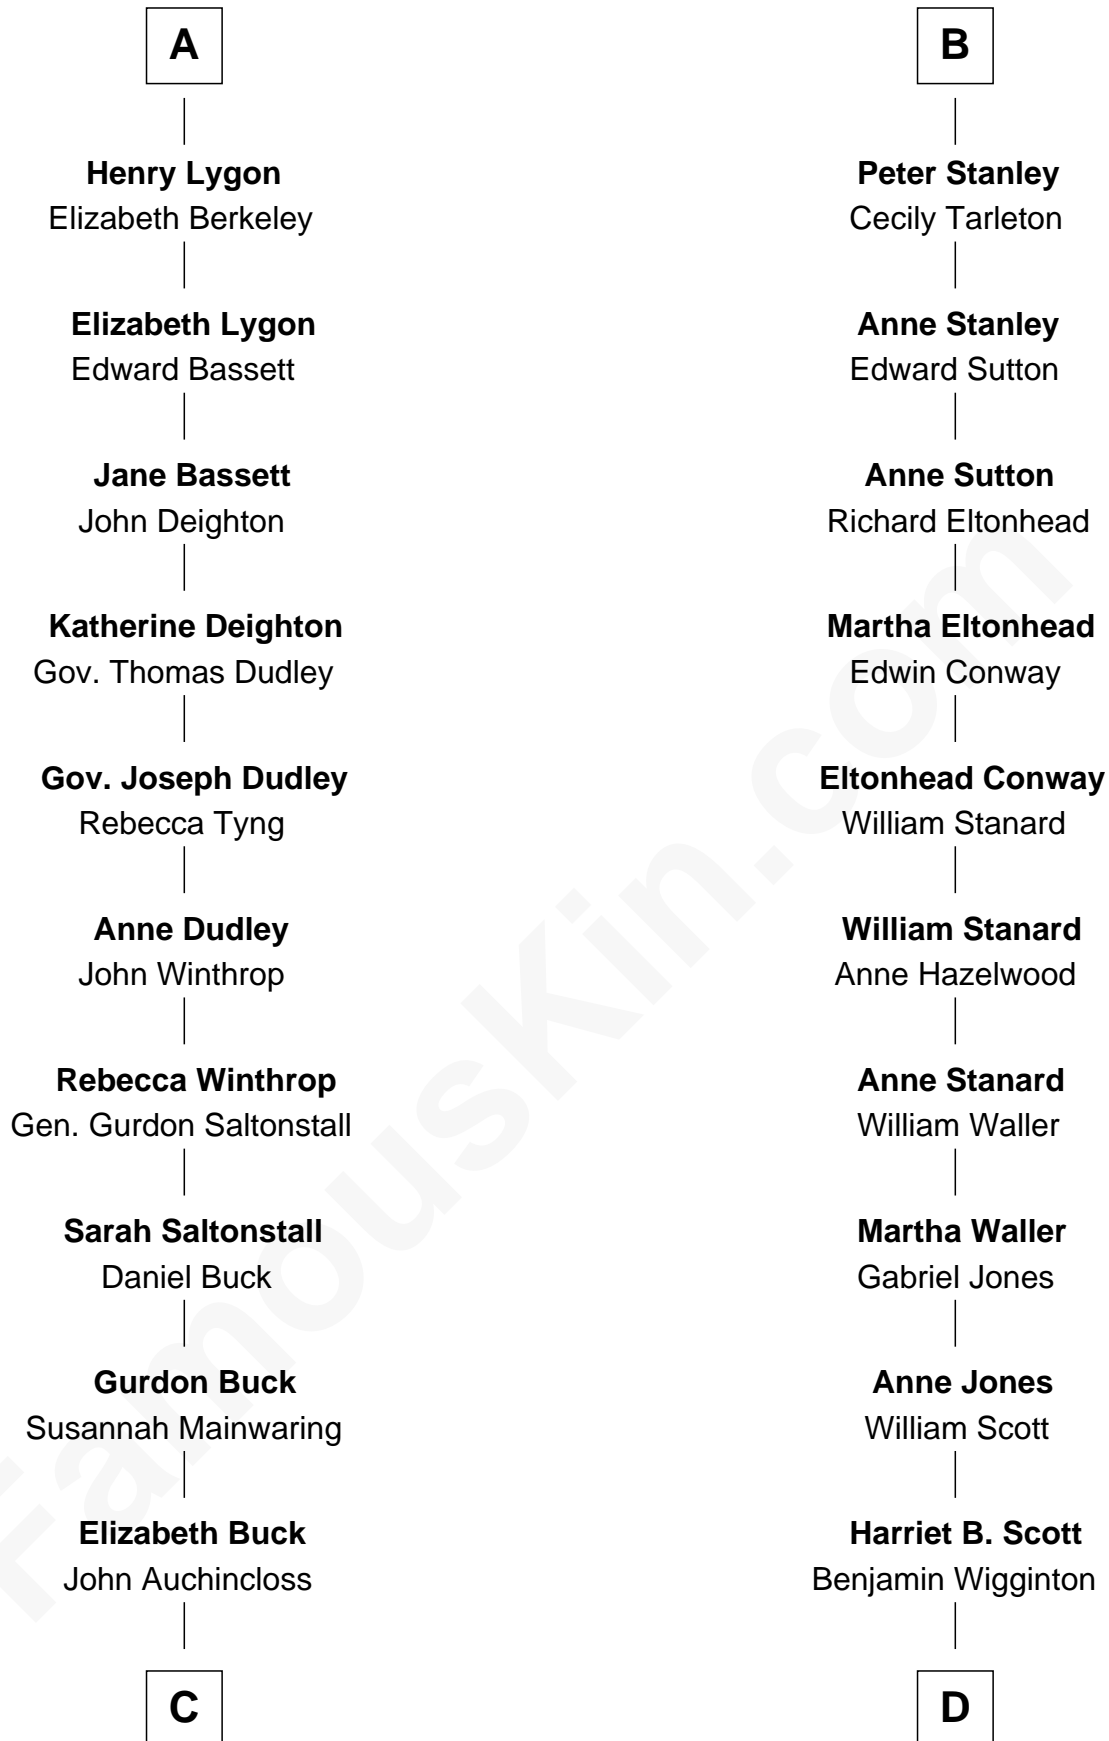 A
Henry Lygon
Elizabeth Berkeley
Elizabeth Lygon
Edward Bassett
Jane Bassett
John Deighton
Katherine Deighton
Gov. Thomas Dudley
Gov. Joseph Dudley
Rebecca Tyng
Anne Dudley
John Winthrop
Rebecca Winthrop
Gen. Gurdon Saltonstall
Sarah Saltonstall
Daniel Buck
Gurdon Buck
Susannah Mainwaring
Elizabeth Buck
John Auchincloss
C
B
Peter Stanley
Cecily Tarleton
Anne Stanley
Edward Sutton
Anne Sutton
Richard Eltonhead
Martha Eltonhead
Edwin Conway
Eltonhead Conway
William Stanard
William Stanard
Anne Hazelwood
Anne Stanard
William Waller
Martha Waller
Gabriel Jones
Anne Jones
William Scott
Harriet B. Scott
Benjamin Wigginton
D
FamousKin.com